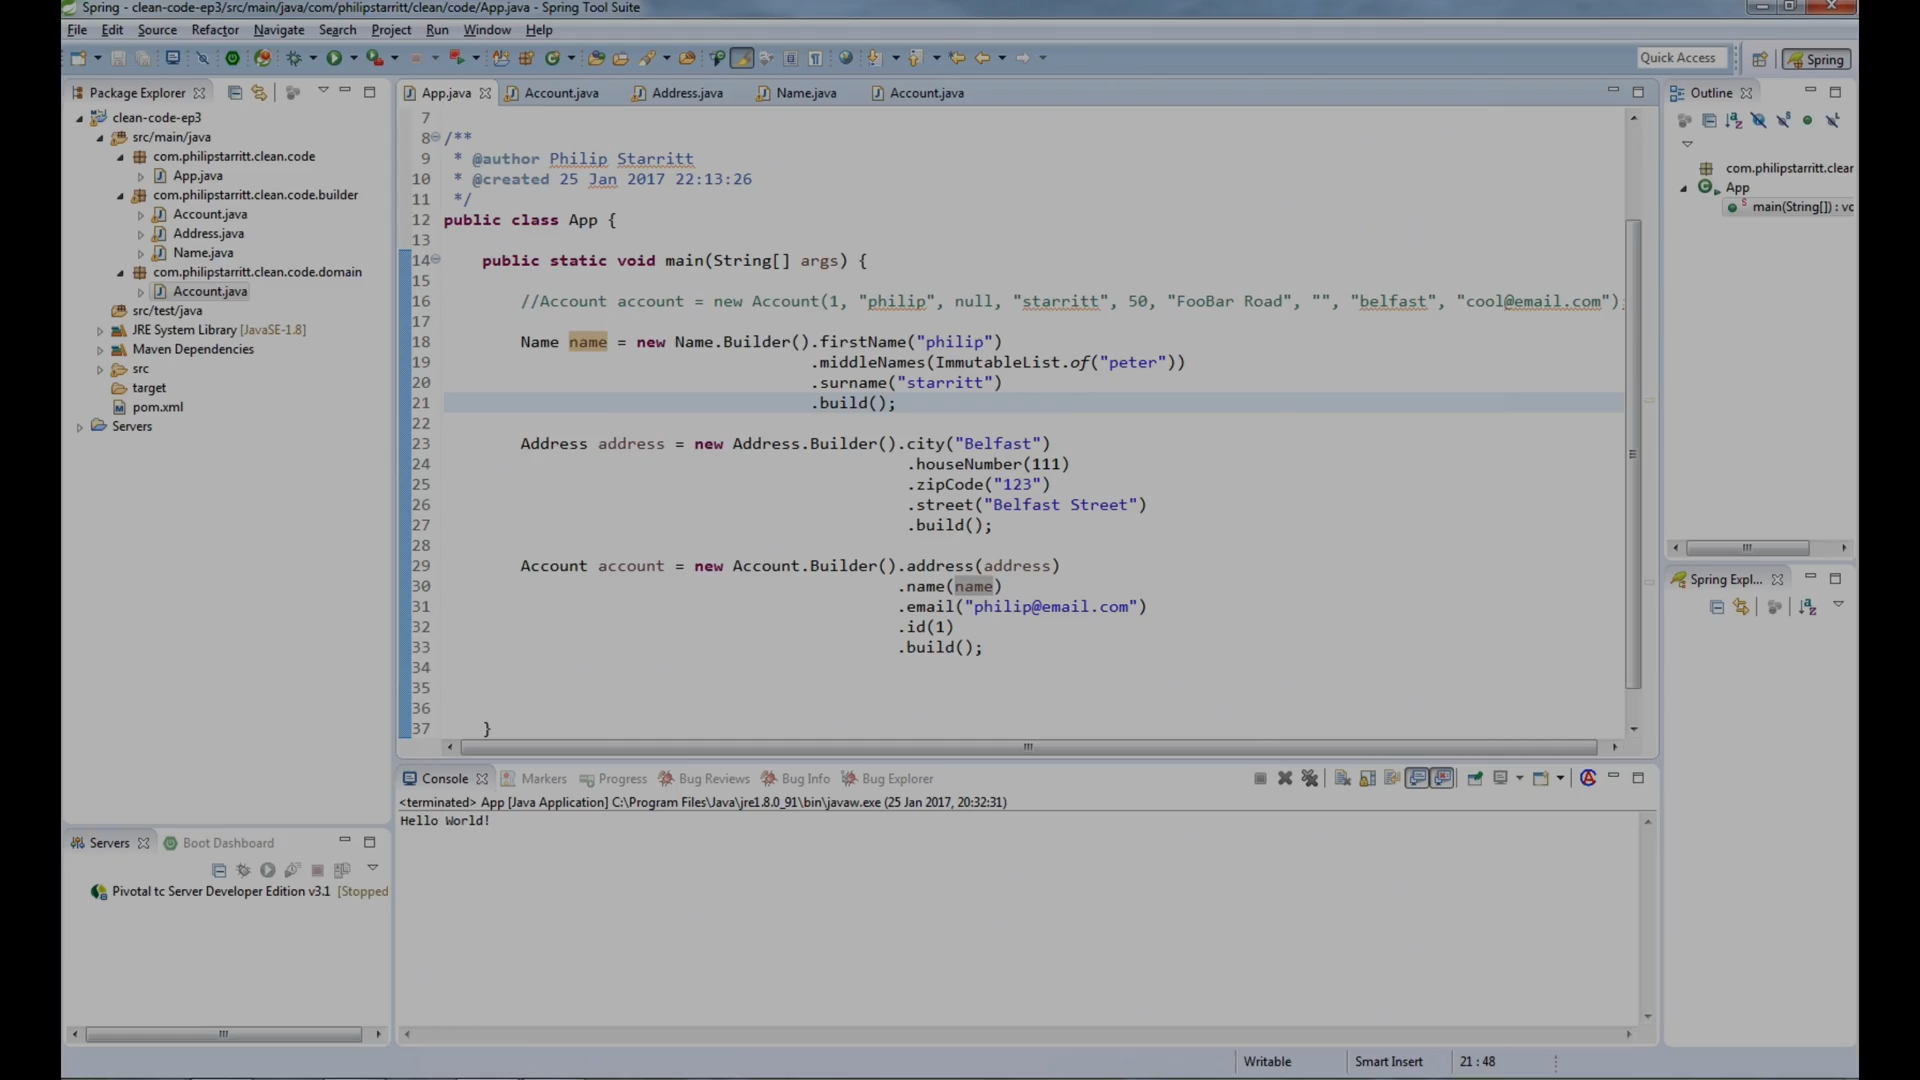 Spring - clean-code-ep3/src/main/java/com/philipstarritt/clean/code/App.java - Spring Tool Suite
File Edit Source Refactor Navigate Search Project Run Window Help
Quick Access
Spring
Package Explorer
clean-code-ep3
src/main/java
com.philipstarritt.clean.code
App.java
com.philipstarritt.clean.code.builder
Account.java
Address.java
Name.java
com.philipstarritt.clean.code.domain
Account.java
src/test/java
JRE System Library [JavaSE-1.8]
Maven Dependencies
src
target
pom.xml
Servers
App.java Account.java Address.java Name.java Account.java
7
8 /**
9 * @author Philip Starritt
10 * @created 25 Jan 2017 22:13:26
11 */
12 public class App {
13
14 public static void main(String[] args) {
15
16 //Account account = new Account(1, "philip", null, "starritt", 50, "FooBar Road", "", "belfast", "cool@email.com");
17
18 Name name = new Name.Builder().firstName("philip")
19 .middleNames(ImmutableList.of("peter"))
20 .surname("starritt")
21 .build();
22
23 Address address = new Address.Builder().city("Belfast")
24 .houseNumber(111)
25 .zipCode("123")
26 .street("Belfast Street")
27 .build();
28
29 Account account = new Account.Builder().address(address)
30 .name(name)
31 .email("philip@email.com")
32 .id(1)
33 .build();
34
35
36
37 }
Outline
com.philipstarritt.clear
App
main(String[]) : vo
Spring Expl...
Servers Boot Dashboard
Pivotal tc Server Developer Edition v3.1 [Stopped
Console Markers Progress Bug Reviews Bug Info Bug Explorer
<terminated> App [Java Application] C:\Program Files\Java\jre1.8.0_91\bin\javaw.exe (25 Jan 2017, 20:32:31)
Hello World!
Writable Smart Insert 21 : 48